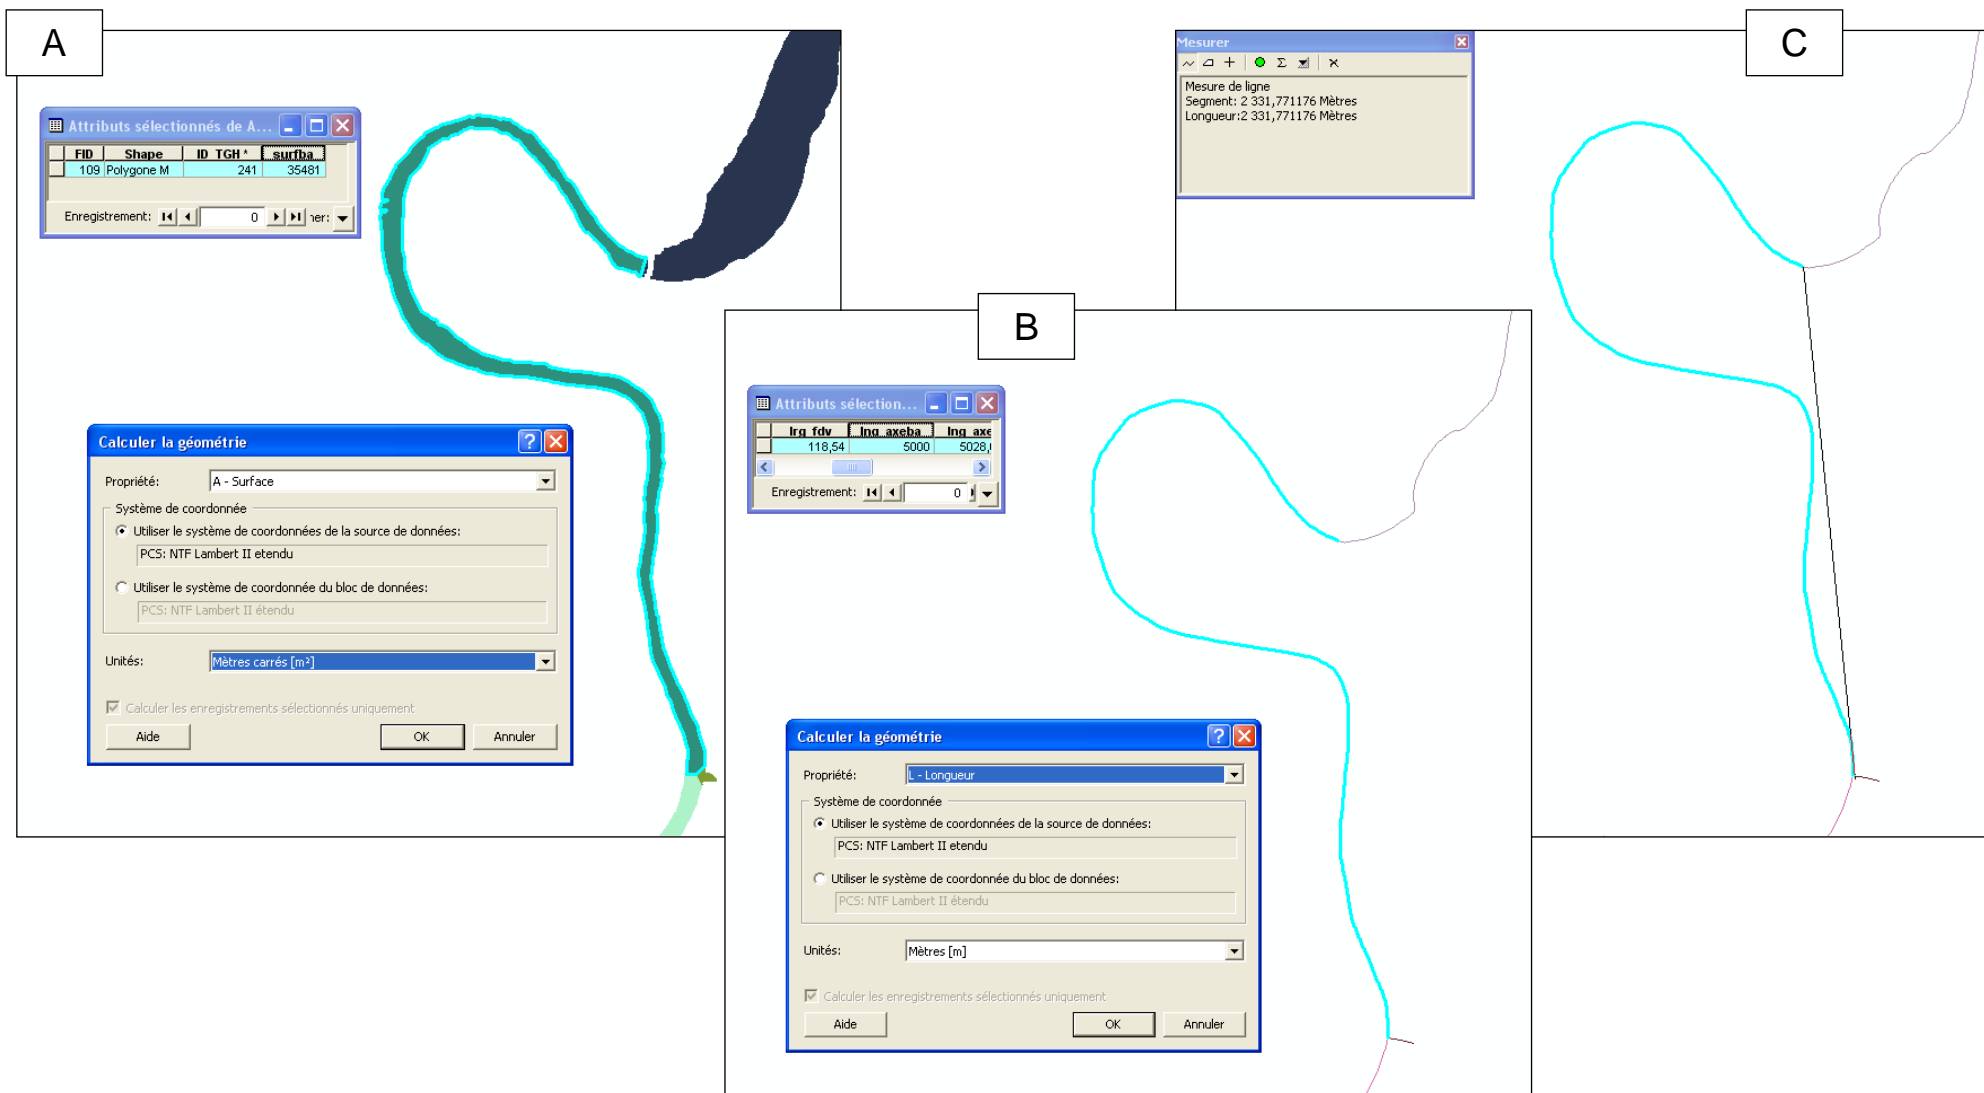 A
Attributs sélectionnés de A...
FID Shape ID_TGH * surfba
109 Polygone M 241 35481
Enregistrement: 0
Calculer la géométrie
Propriété: A - Surface
Système de coordonnée
Utiliser le système de coordonnées de la source de données:
PCS: NTF Lambert II etendu
Utiliser le système de coordonnée du bloc de données:
PCS: NTF Lambert II étendu
Unités: Mètres carrés [m²]
Calculer les enregistrements sélectionnés uniquement
Aide OK Annuler
B
Attributs sélection...
lrg_fdv lng_axeba lng_axe
118,54 5000 5028,
Enregistrement: 0
Calculer la géométrie
Propriété: L - Longueur
Système de coordonnée
Utiliser le système de coordonnées de la source de données:
PCS: NTF Lambert II etendu
Utiliser le système de coordonnée du bloc de données:
PCS: NTF Lambert II étendu
Unités: Mètres [m]
Calculer les enregistrements sélectionnés uniquement
Aide OK Annuler
C
Mesurer
Mesure de ligne
Segment: 2 331,771176 Mètres
Longueur:2 331,771176 Mètres